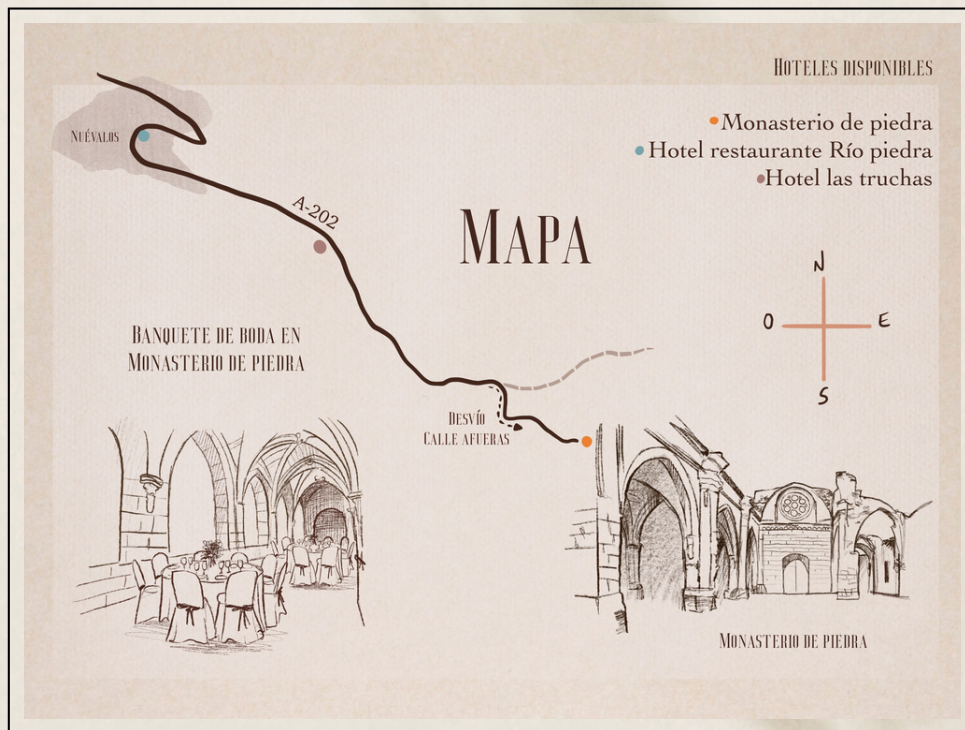 HOTELES DISPONIBLES
Monasterio de piedra
Hotel restaurante Río piedra
Hotel las truchas
NUÉVALOS
A-202
MAPA
N
O
E
S
BANQUETE DE BODA EN
MONASTERIO DE PIEDRA
DESVÍO
CALLE AFUERAS
MONASTERIO DE PIEDRA